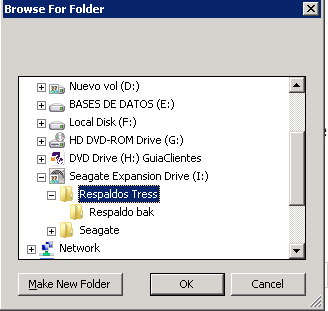 Browse For Folder
Nuevo vol (D:)
BASES DE DATOS (E:)
Local Disk (F:)
HD DVD-ROM Drive (G:)
DVD Drive (H:) GuiaClientes
Seagate Expansion Drive (I:)
Respaldos Tress
Respaldo bak
Seagate
Network
Make New Folder
OK
Cancel